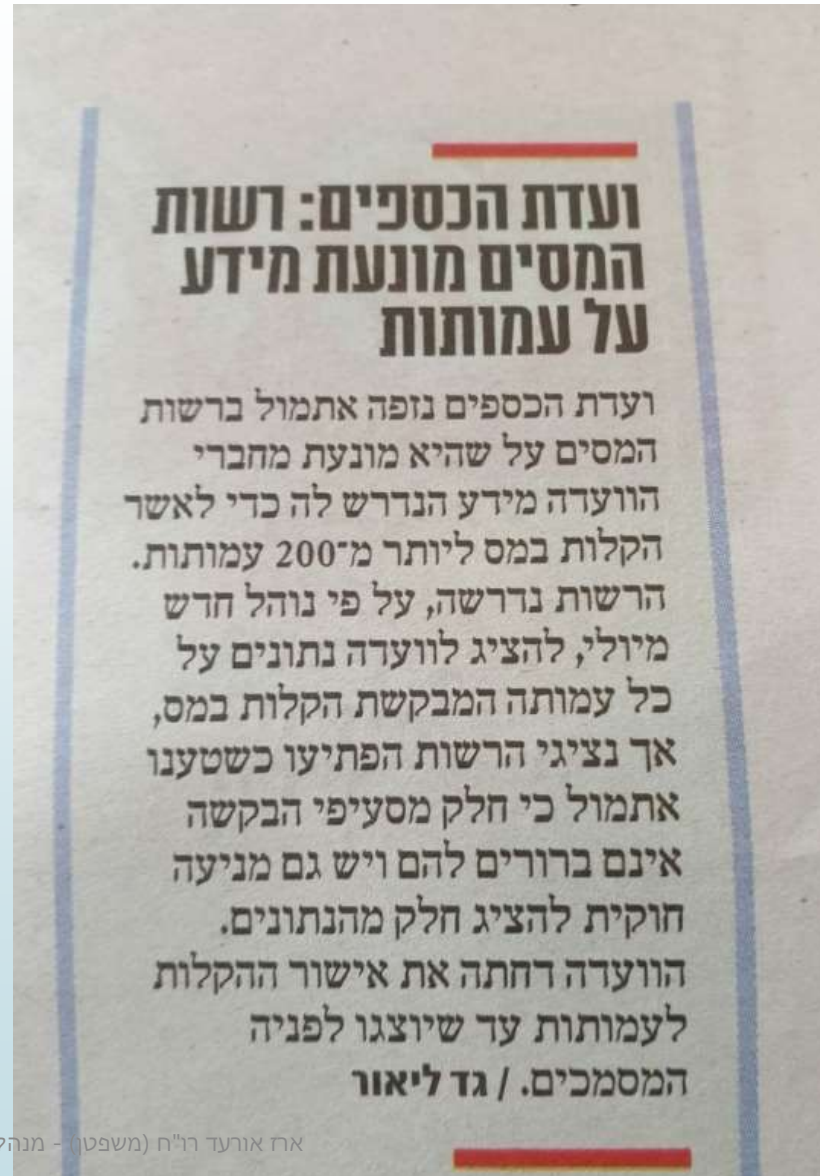 ועדת הכספים: רשות
המסים מונעת מידע
על עמותות
ועדת הכספים נזפה אתמול ברשות
המסים על שהיא מונעת מחברי
הוועדה מידע הנדרש לה כדי לאשר
הקלות במס ליותר מ־200 עמותות.
הרשות נדרשה, על פי נוהל חדש
מיולי, להציג לוועדה נתונים על
כל עמותה המבקשת הקלות במס,
אך נציגי הרשות הפתיעו כשטענו
אתמול כי חלק מסעיפי הבקשה
אינם ברורים להם ויש גם מניעה
חוקית להציג חלק מהנתונים.
הוועדה דחתה את אישור ההקלות
לעמותות עד שיוצגו לפניה
המסמכים. / גד ליאור
ארז אורעד רו"ח (משפטן) - מנהל